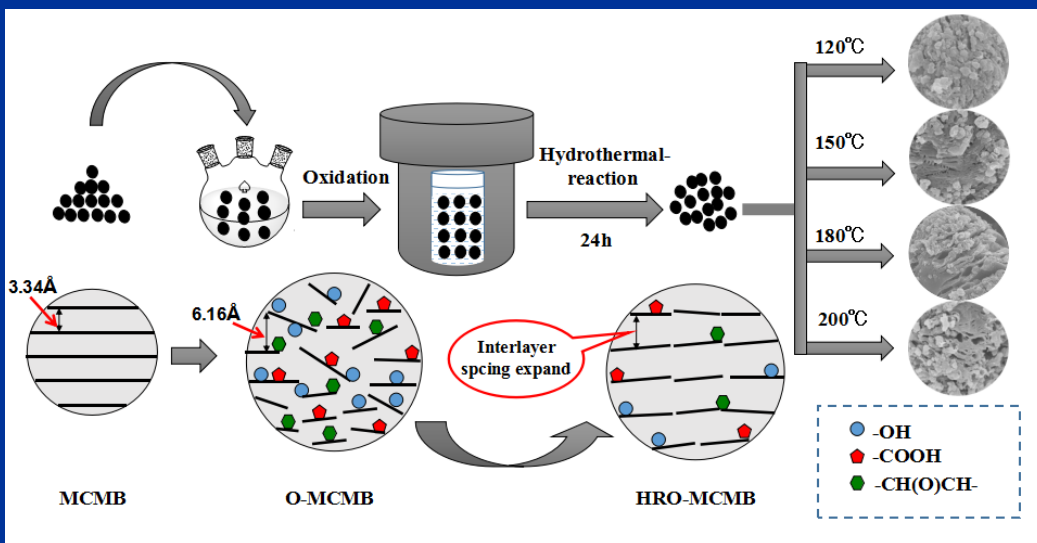 120℃
Hydrothermal-
reaction
Oxidation
150℃
24h
180℃
3.34Å
6.16Å
200℃
Interlayer
spcing expand
-OH
-COOH
-CH(O)CH-
MCMB
O-MCMB
HRO-MCMB